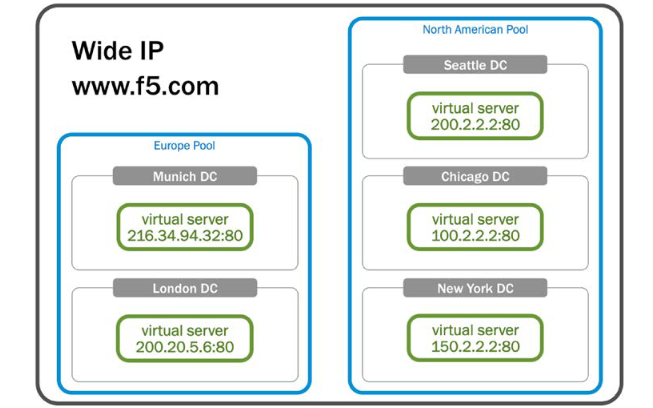 Wide IP
www.f5.com
Europe Pool
Munich DC
virtual server
216.34.94.32:80
London DC
virtual server
200.20.5.6:80
North American Pool
Seattle DC
virtual server
200.2.2.2:80
Chicago DC
virtual server
100.2.2.2:80
New York DC
virtual server
150.2.2.2:80